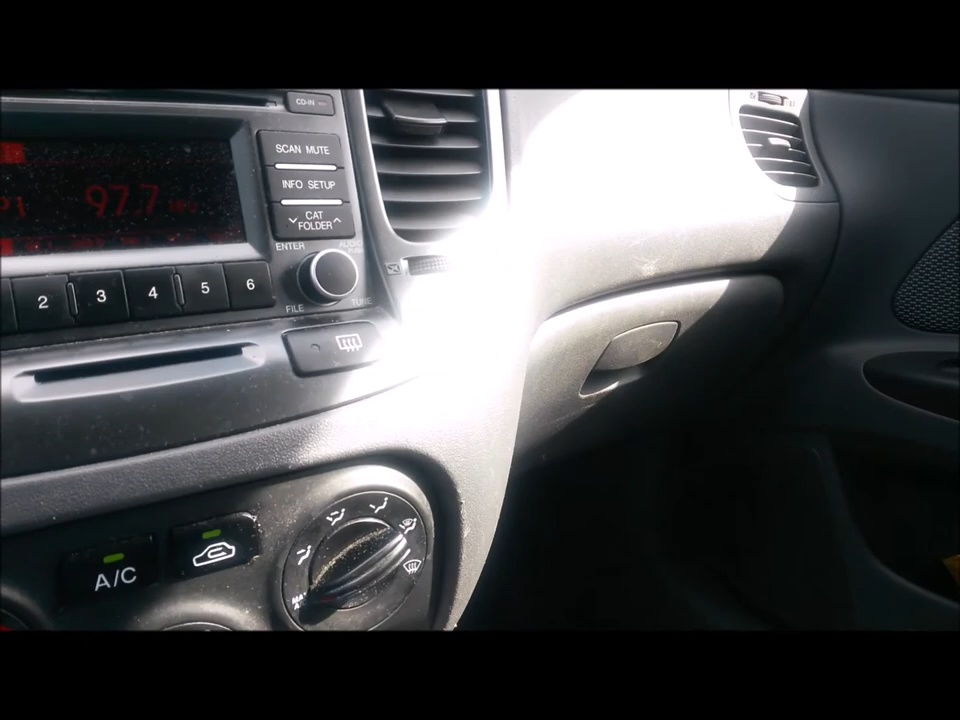 CD-IN
SCAN MUTE
INFO SETUP
97.7
CAT
FOLDER
ENTER
AUDIO
2 3 4 5 6
FILE
TUNE
A/C